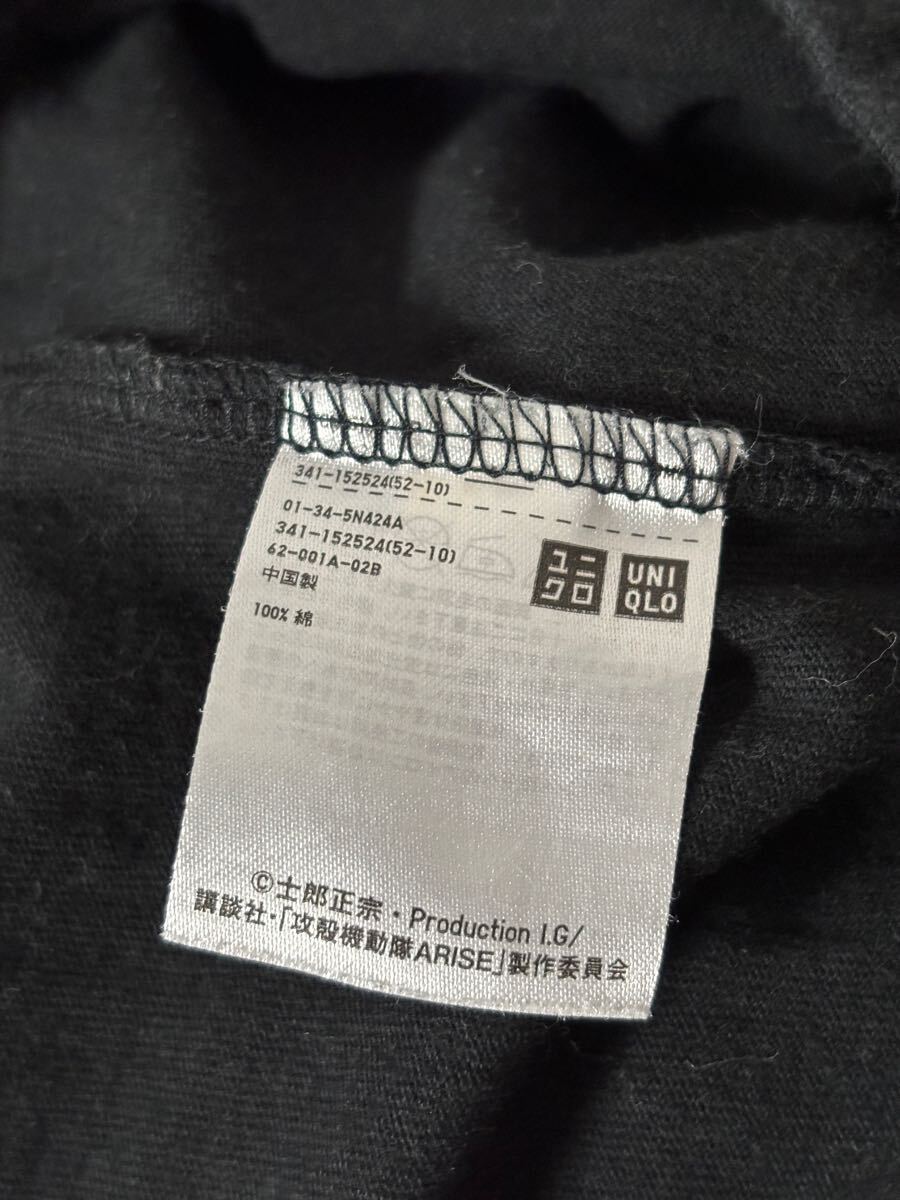 341-152524(52-10)
01-34-5N424A
341-152524(52-10)
62-001A-02B
中国製
100% 綿
ユニ
クロ
UNI
QLO
©士郎正宗・Production I.G/
講談社・「攻殻機動隊ARISE」製作委員会